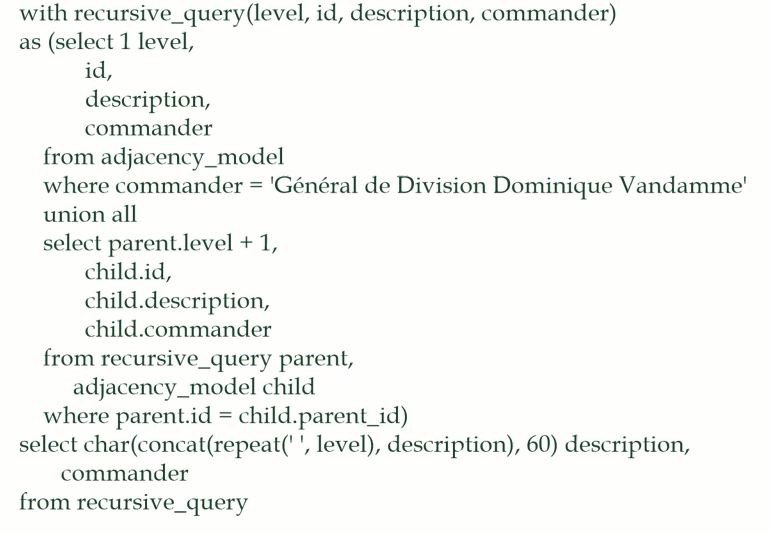 with recursive_query(level, id, description, commander)
as (select 1 level,
id,
description,
commander
from adjacency_model
where commander = 'Général de Division Dominique Vandamme'
union all
select parent.level + 1,
child.id,
child.description,
child.commander
from recursive_query parent,
adjacency_model child
where parent.id = child.parent_id)
select char(concat(repeat(' ', level), description), 60) description,
commander
from recursive_query